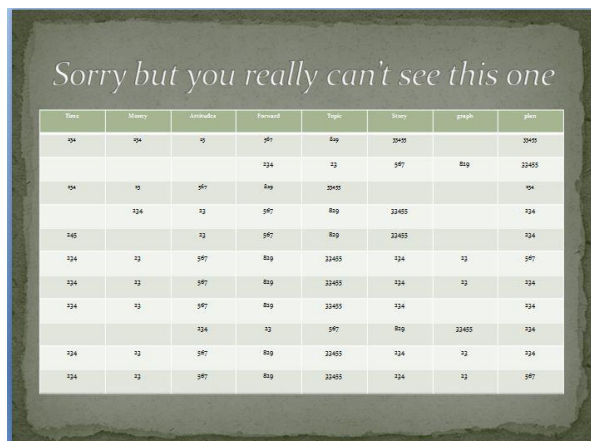 Sorry but you really can't see this one
Time Money Attitudes Forward Topic Story graph plan
234 234 23 567 829 33455 33455
234 23 567 829 33455
234 23 567 829 33455 234
234 23 567 829 33455 234
245 23 567 829 33455 234
234 23 567 829 33455 234 23 567
234 23 567 829 33455 234 23 234
234 23 567 829 33455 234 234
234 23 567 829 33455 234
234 23 567 829 33455 234 23 234
234 23 567 829 33455 234 23 567